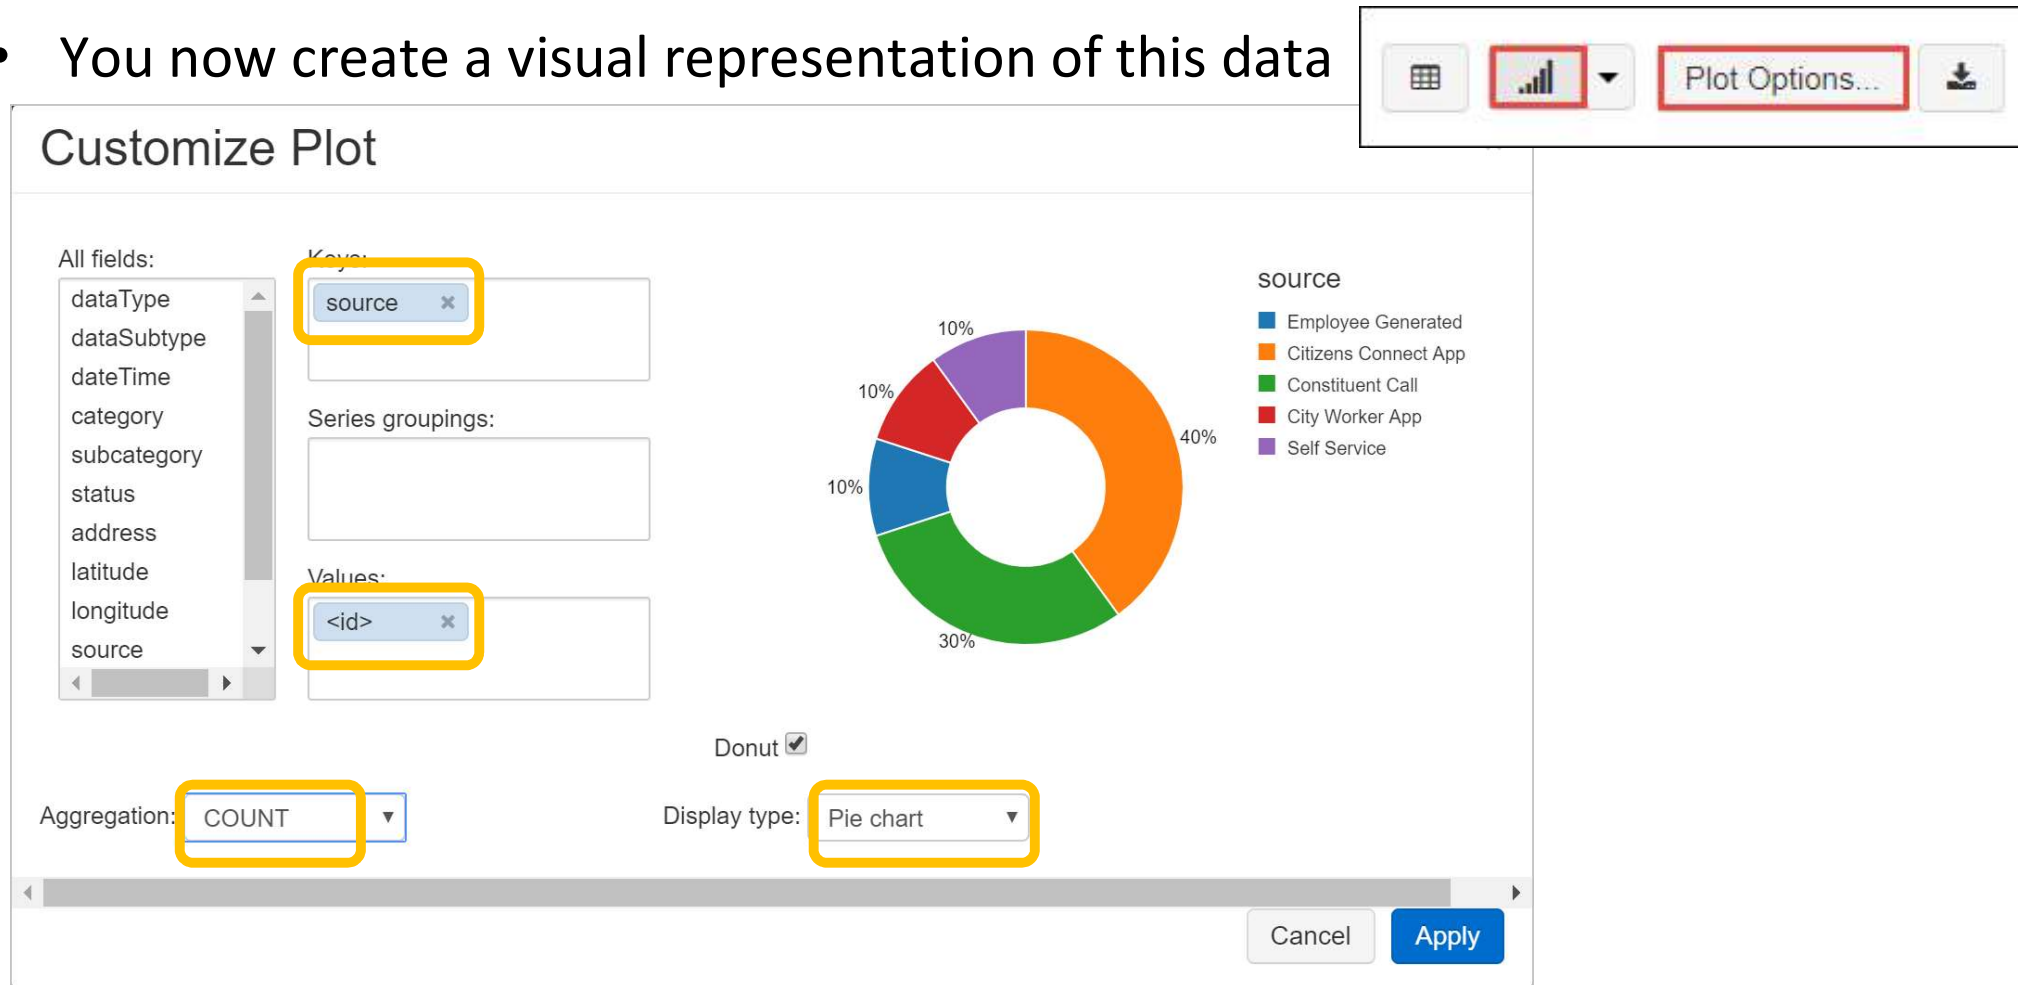 • You now create a visual representation of this data
Plot Options...
Customize Plot
All fields:
dataType
dataSubtype
dateTime
category
subcategory
status
address
latitude
longitude
source
Keys:
source
Series groupings:
Values:
<id>
10%
10%
10%
40%
30%
source
Employee Generated
Citizens Connect App
Constituent Call
City Worker App
Self Service
Donut
Aggregation: COUNT
Display type: Pie chart
Cancel
Apply